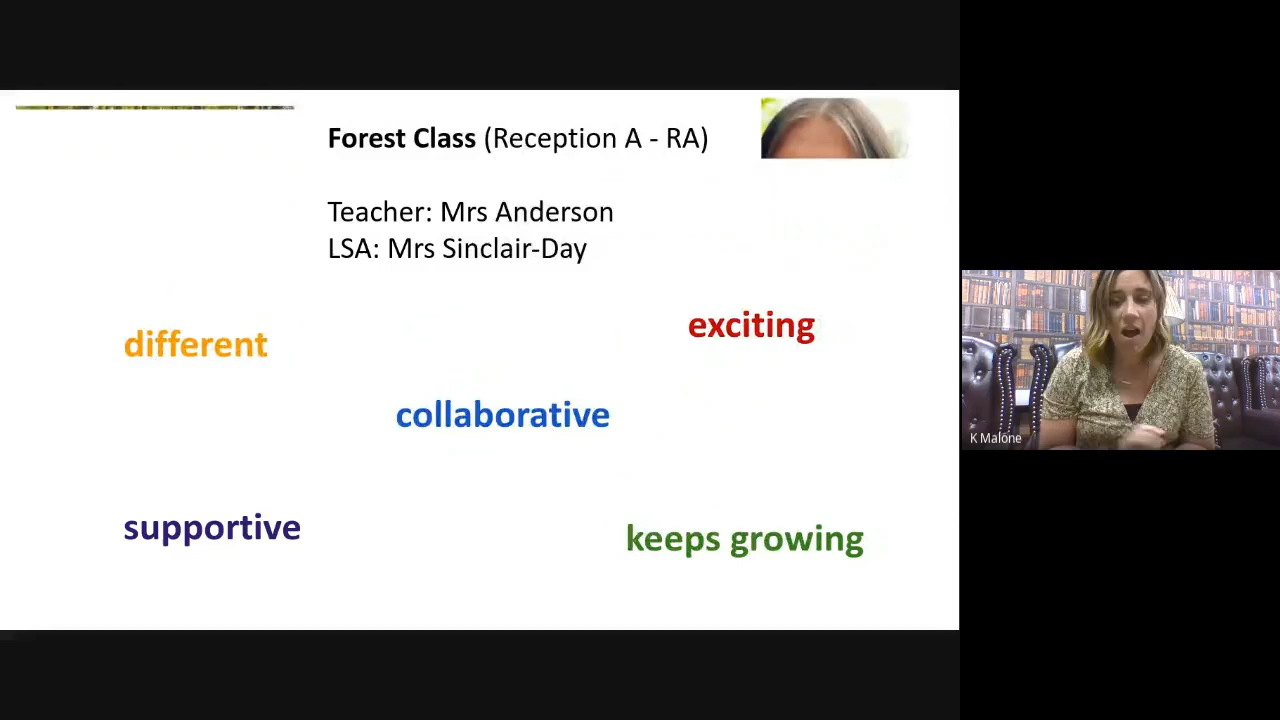 Forest Class (Reception A - RA)
Teacher: Mrs Anderson
LSA: Mrs Sinclair-Day
different
exciting
collaborative
supportive
keeps growing
K Malone